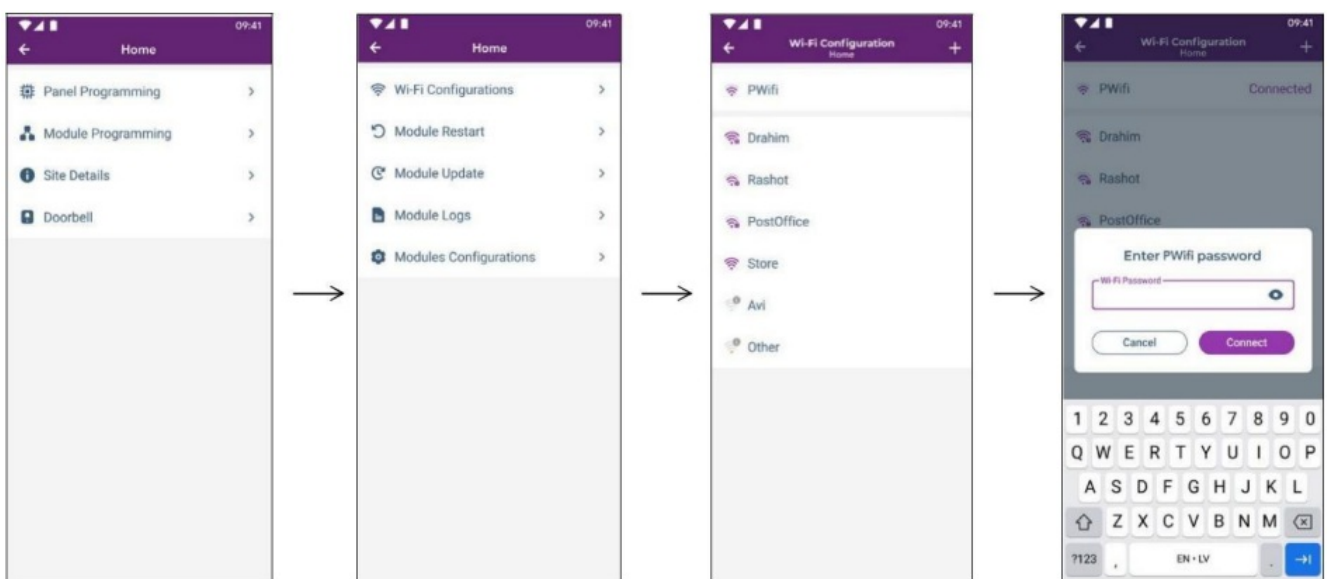 09:41
Home
Panel Programming
Module Programming
Site Details
Doorbell
09:41
Home
Wi-Fi Configurations
Module Restart
Module Update
Module Logs
Modules Configurations
09:41
Wi-Fi Configuration
Home
PWifi
Drahim
Rashot
PostOffice
Store
Avi
Other
09:41
Wi-Fi Configuration
Home
PWifi Connected
Drahim
Rashot
PostOffice
Enter PWifi password
Wi-Fi Password
Cancel Connect
1 2 3 4 5 6 7 8 9 0
Q W E R T Y U I O P
A S D F G H J K L
Z X C V B N M
?123 , EN • LV .